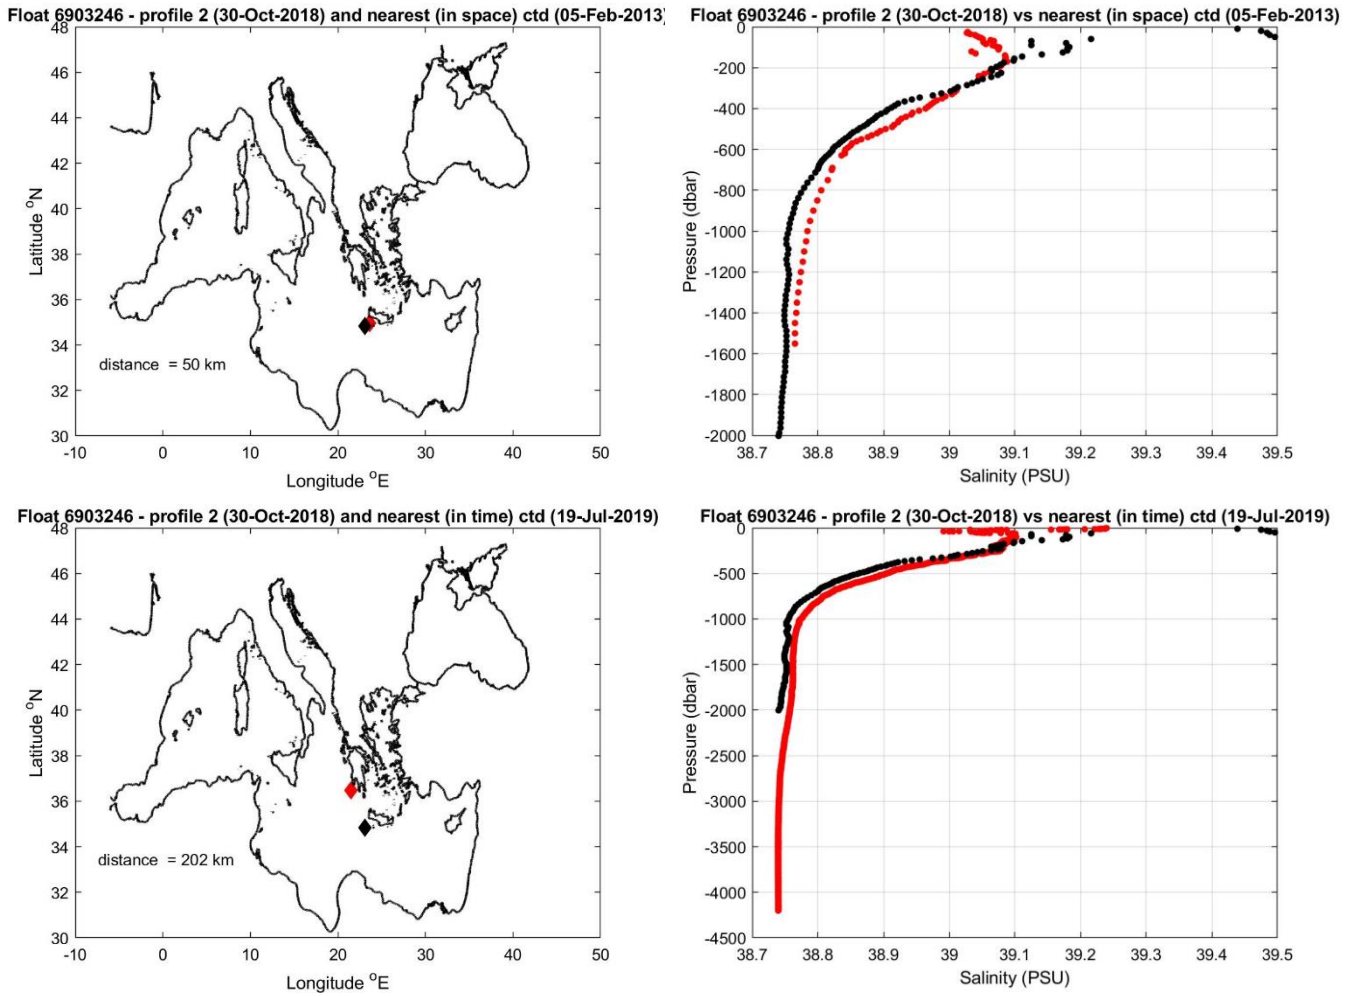 Float 6903246 - profile 2 (30-Oct-2018) and nearest (in space) ctd (05-Feb-2013)
48
46
44
42
40
38
36
34
32
30
Latitude °N
distance = 50 km
-10 0 10 20 30 40 50
Longitude °E
Float 6903246 - profile 2 (30-Oct-2018) vs nearest (in space) ctd (05-Feb-2013)
0
-200
-400
-600
-800
-1000
-1200
-1400
-1600
-1800
-2000
Pressure (dbar)
38.7 38.8 38.9 39 39.1 39.2 39.3 39.4 39.5
Salinity (PSU)
Float 6903246 - profile 2 (30-Oct-2018) and nearest (in time) ctd (19-Jul-2019)
48
46
44
42
40
38
36
34
32
30
Latitude °N
distance = 202 km
-10 0 10 20 30 40 50
Longitude °E
Float 6903246 - profile 2 (30-Oct-2018) vs nearest (in time) ctd (19-Jul-2019)
0
-500
-1000
-1500
-2000
-2500
-3000
-3500
-4000
-4500
Pressure (dbar)
38.7 38.8 38.9 39 39.1 39.2 39.3 39.4 39.5
Salinity (PSU)